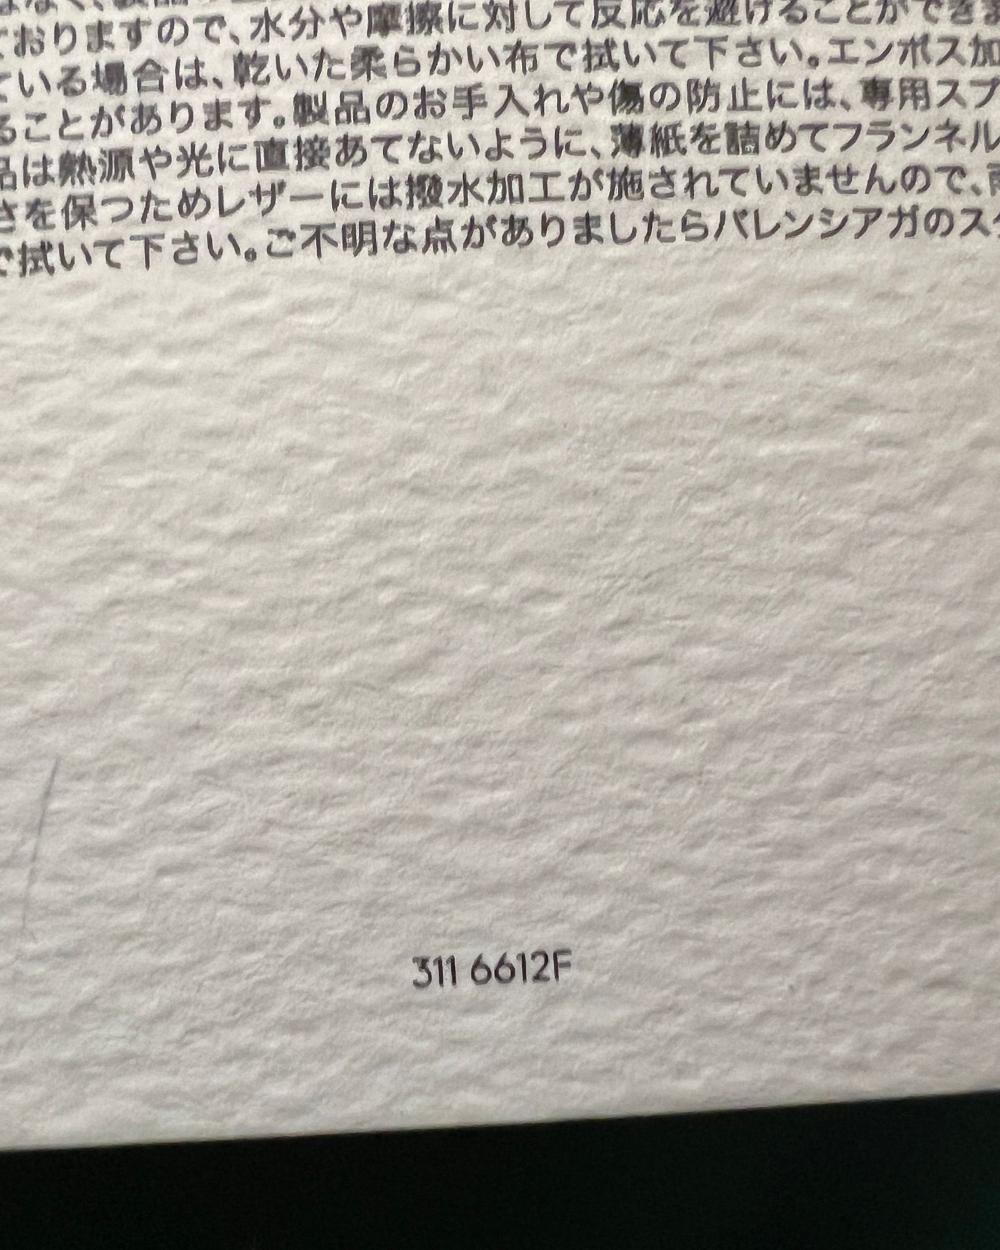 ておりますので、水分や摩擦に対して反応を避けることができま
ている場合は、乾いた柔らかい布で拭いて下さい。エンボス加
ることがあります。製品のお手入れや傷の防止には、専用スプ
品は熱源や光に直接あてないように、薄紙を詰めてフランネル
さを保つためレザーには撥水加工が施されていませんので、雨
で拭いて下さい。ご不明な点がありましたらバレンシアガのスタ
311 6612F